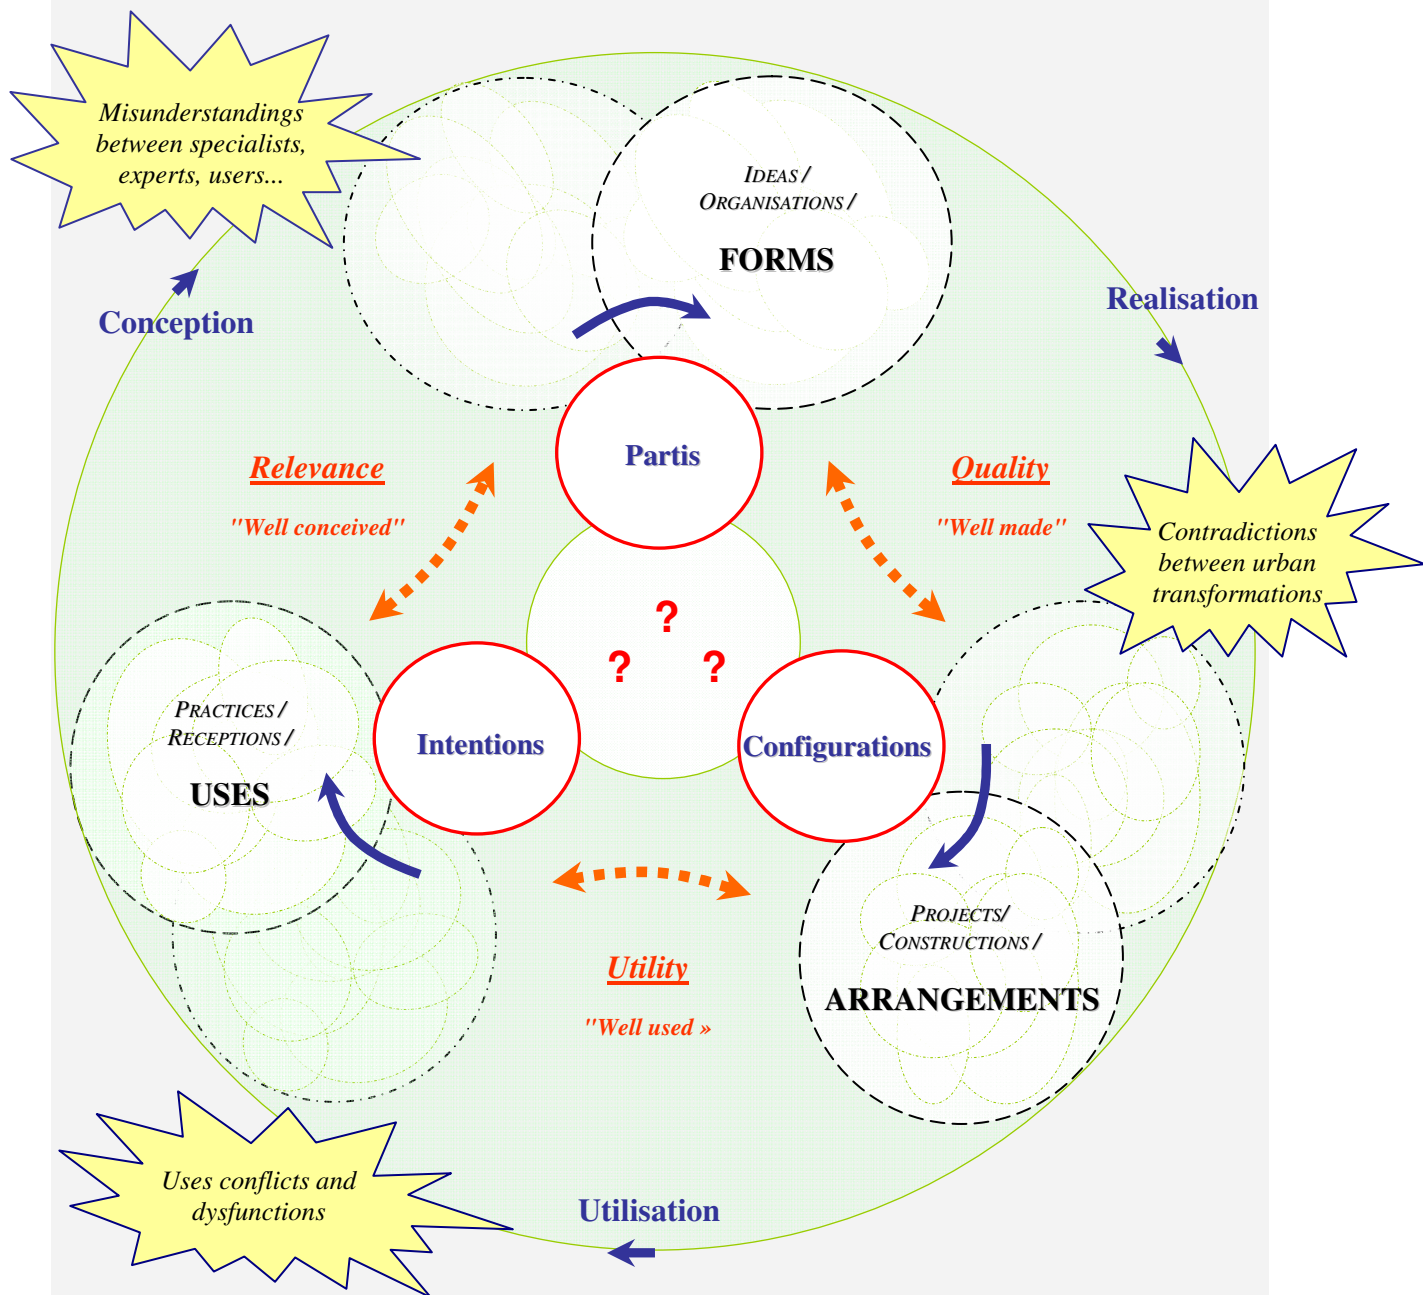 Misunderstandings
between specialists,
experts, users...
IDEAS /
ORGANISATIONS /
FORMS
Conception
Realisation
Partis
Relevance
"Well conceived"
Quality
"Well made"
Contradictions
between urban
transformations
?
? ?
PRACTICES /
RECEPTIONS /
USES
Intentions
Configurations
PROJECTS/
CONSTRUCTIONS /
ARRANGEMENTS
Utility
"Well used »
Uses conflicts and
dysfunctions
Utilisation